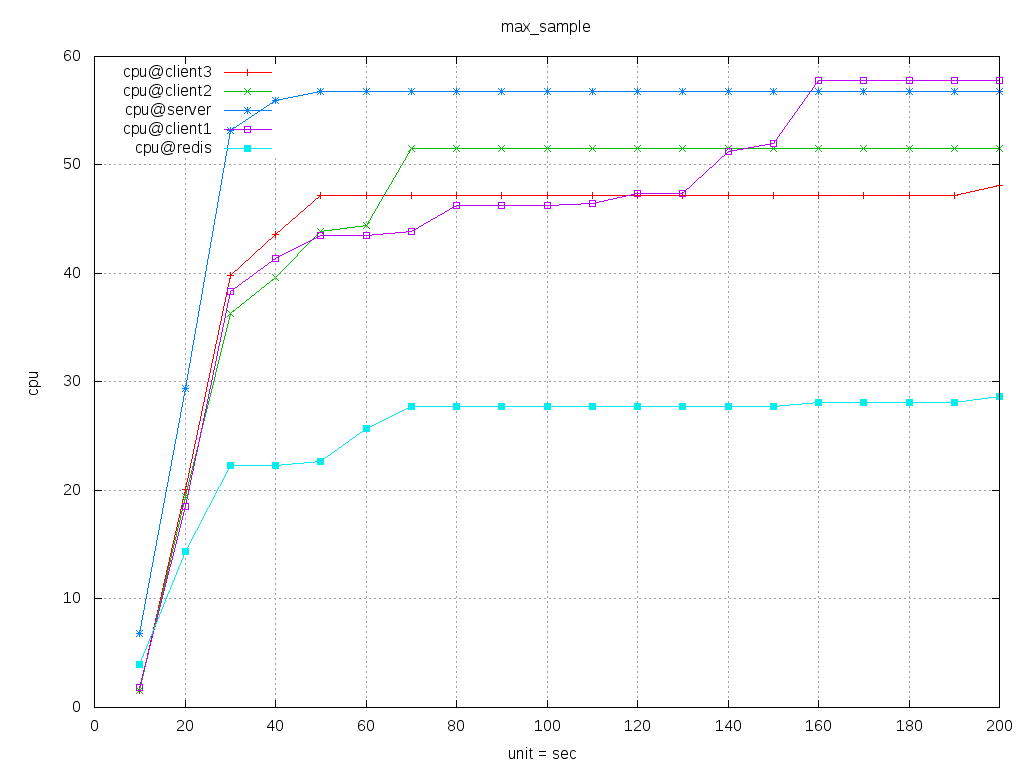 max_sample
cpu@client3
cpu@client2
cpu@server
cpu@client1
cpu@redis
60
50
40
30
20
10
0
cpu
0 20 40 60 80 100 120 140 160 180 200
unit = sec